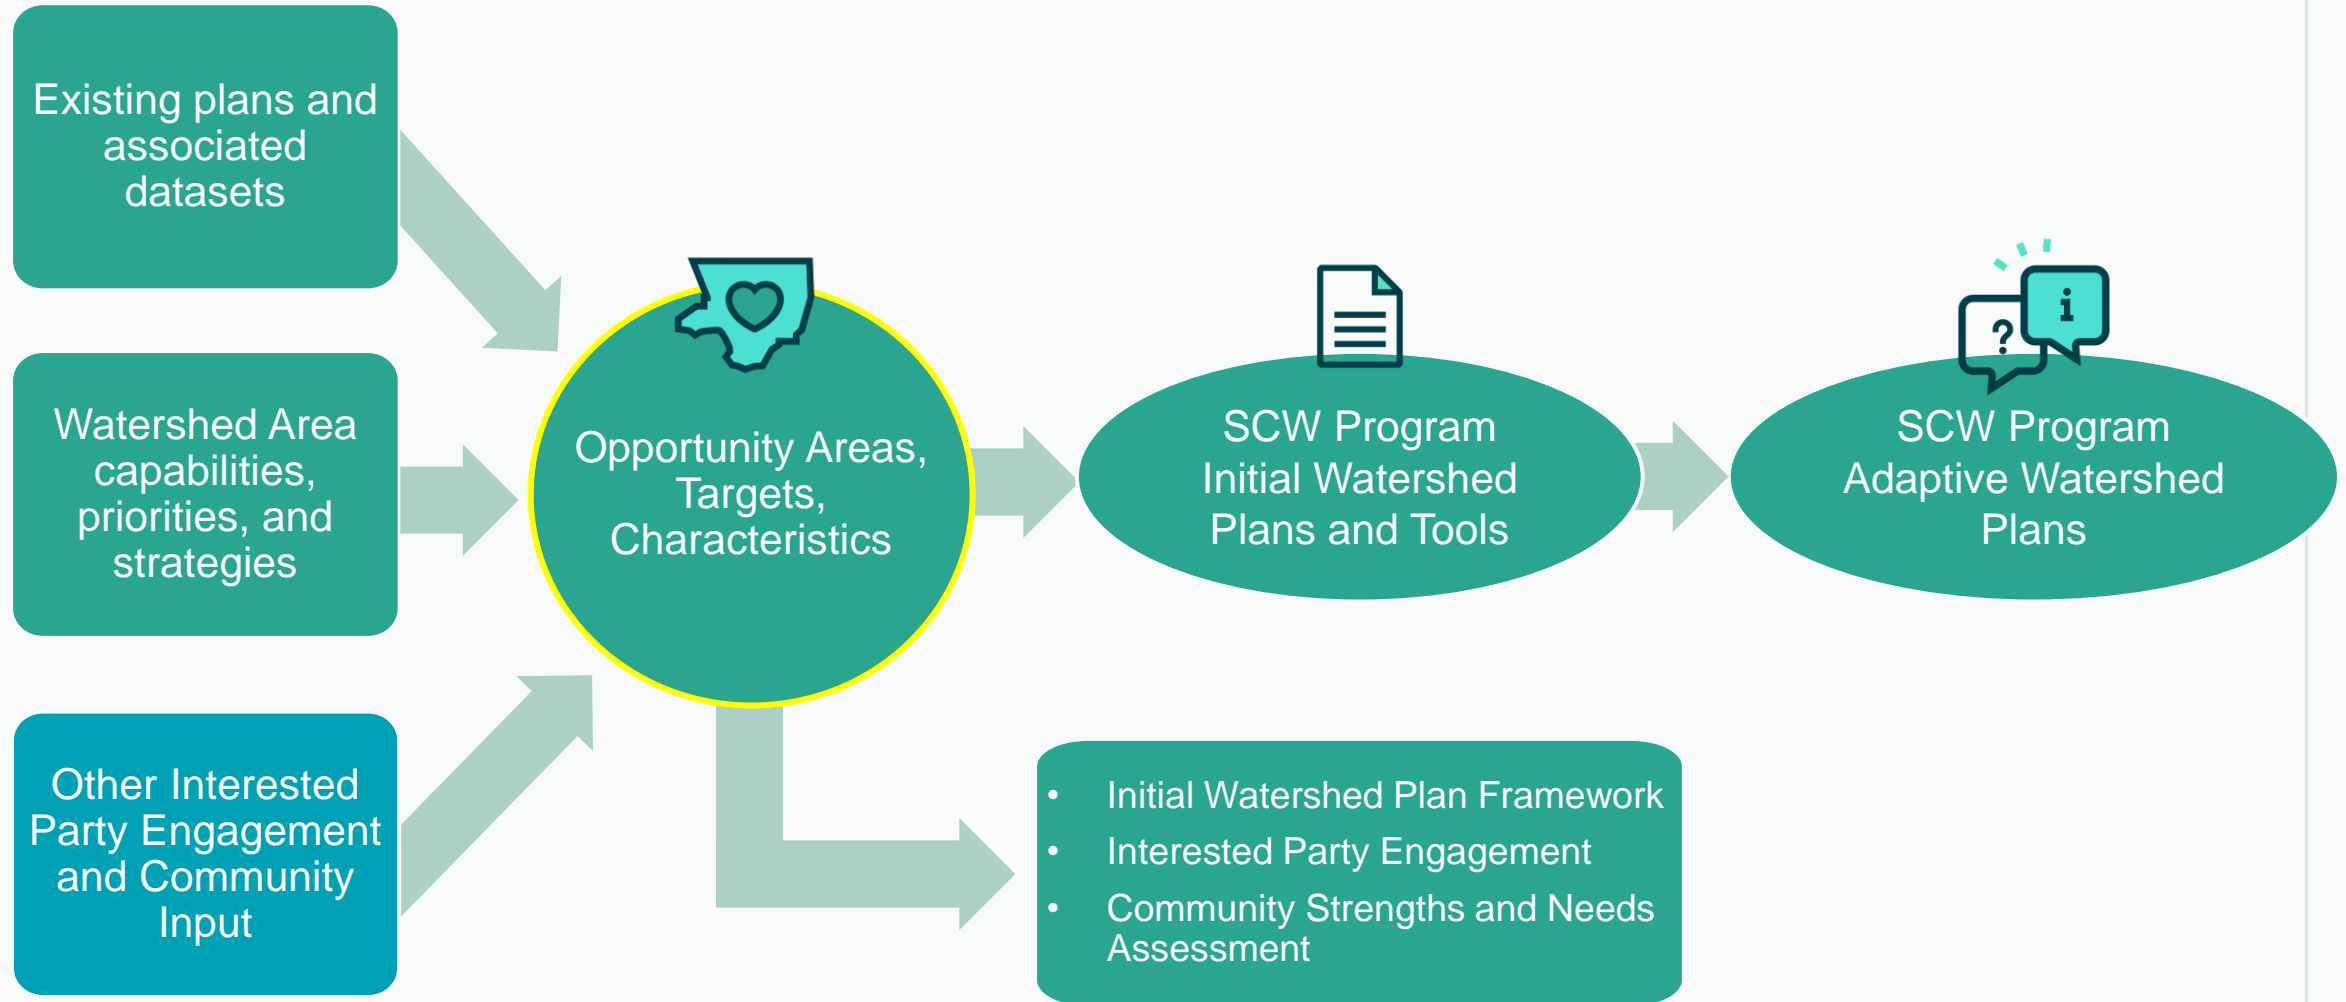 Existing plans and
associated
datasets
Watershed Area
capabilities,
priorities, and
strategies
Other Interested
Party Engagement
and Community
Input
Opportunity Areas,
Targets,
Characteristics
SCW Program
Initial Watershed
Plans and Tools
?
i
SCW Program
Adaptive Watershed
Plans
• Initial Watershed Plan Framework
• Interested Party Engagement
• Community Strengths and Needs
Assessment